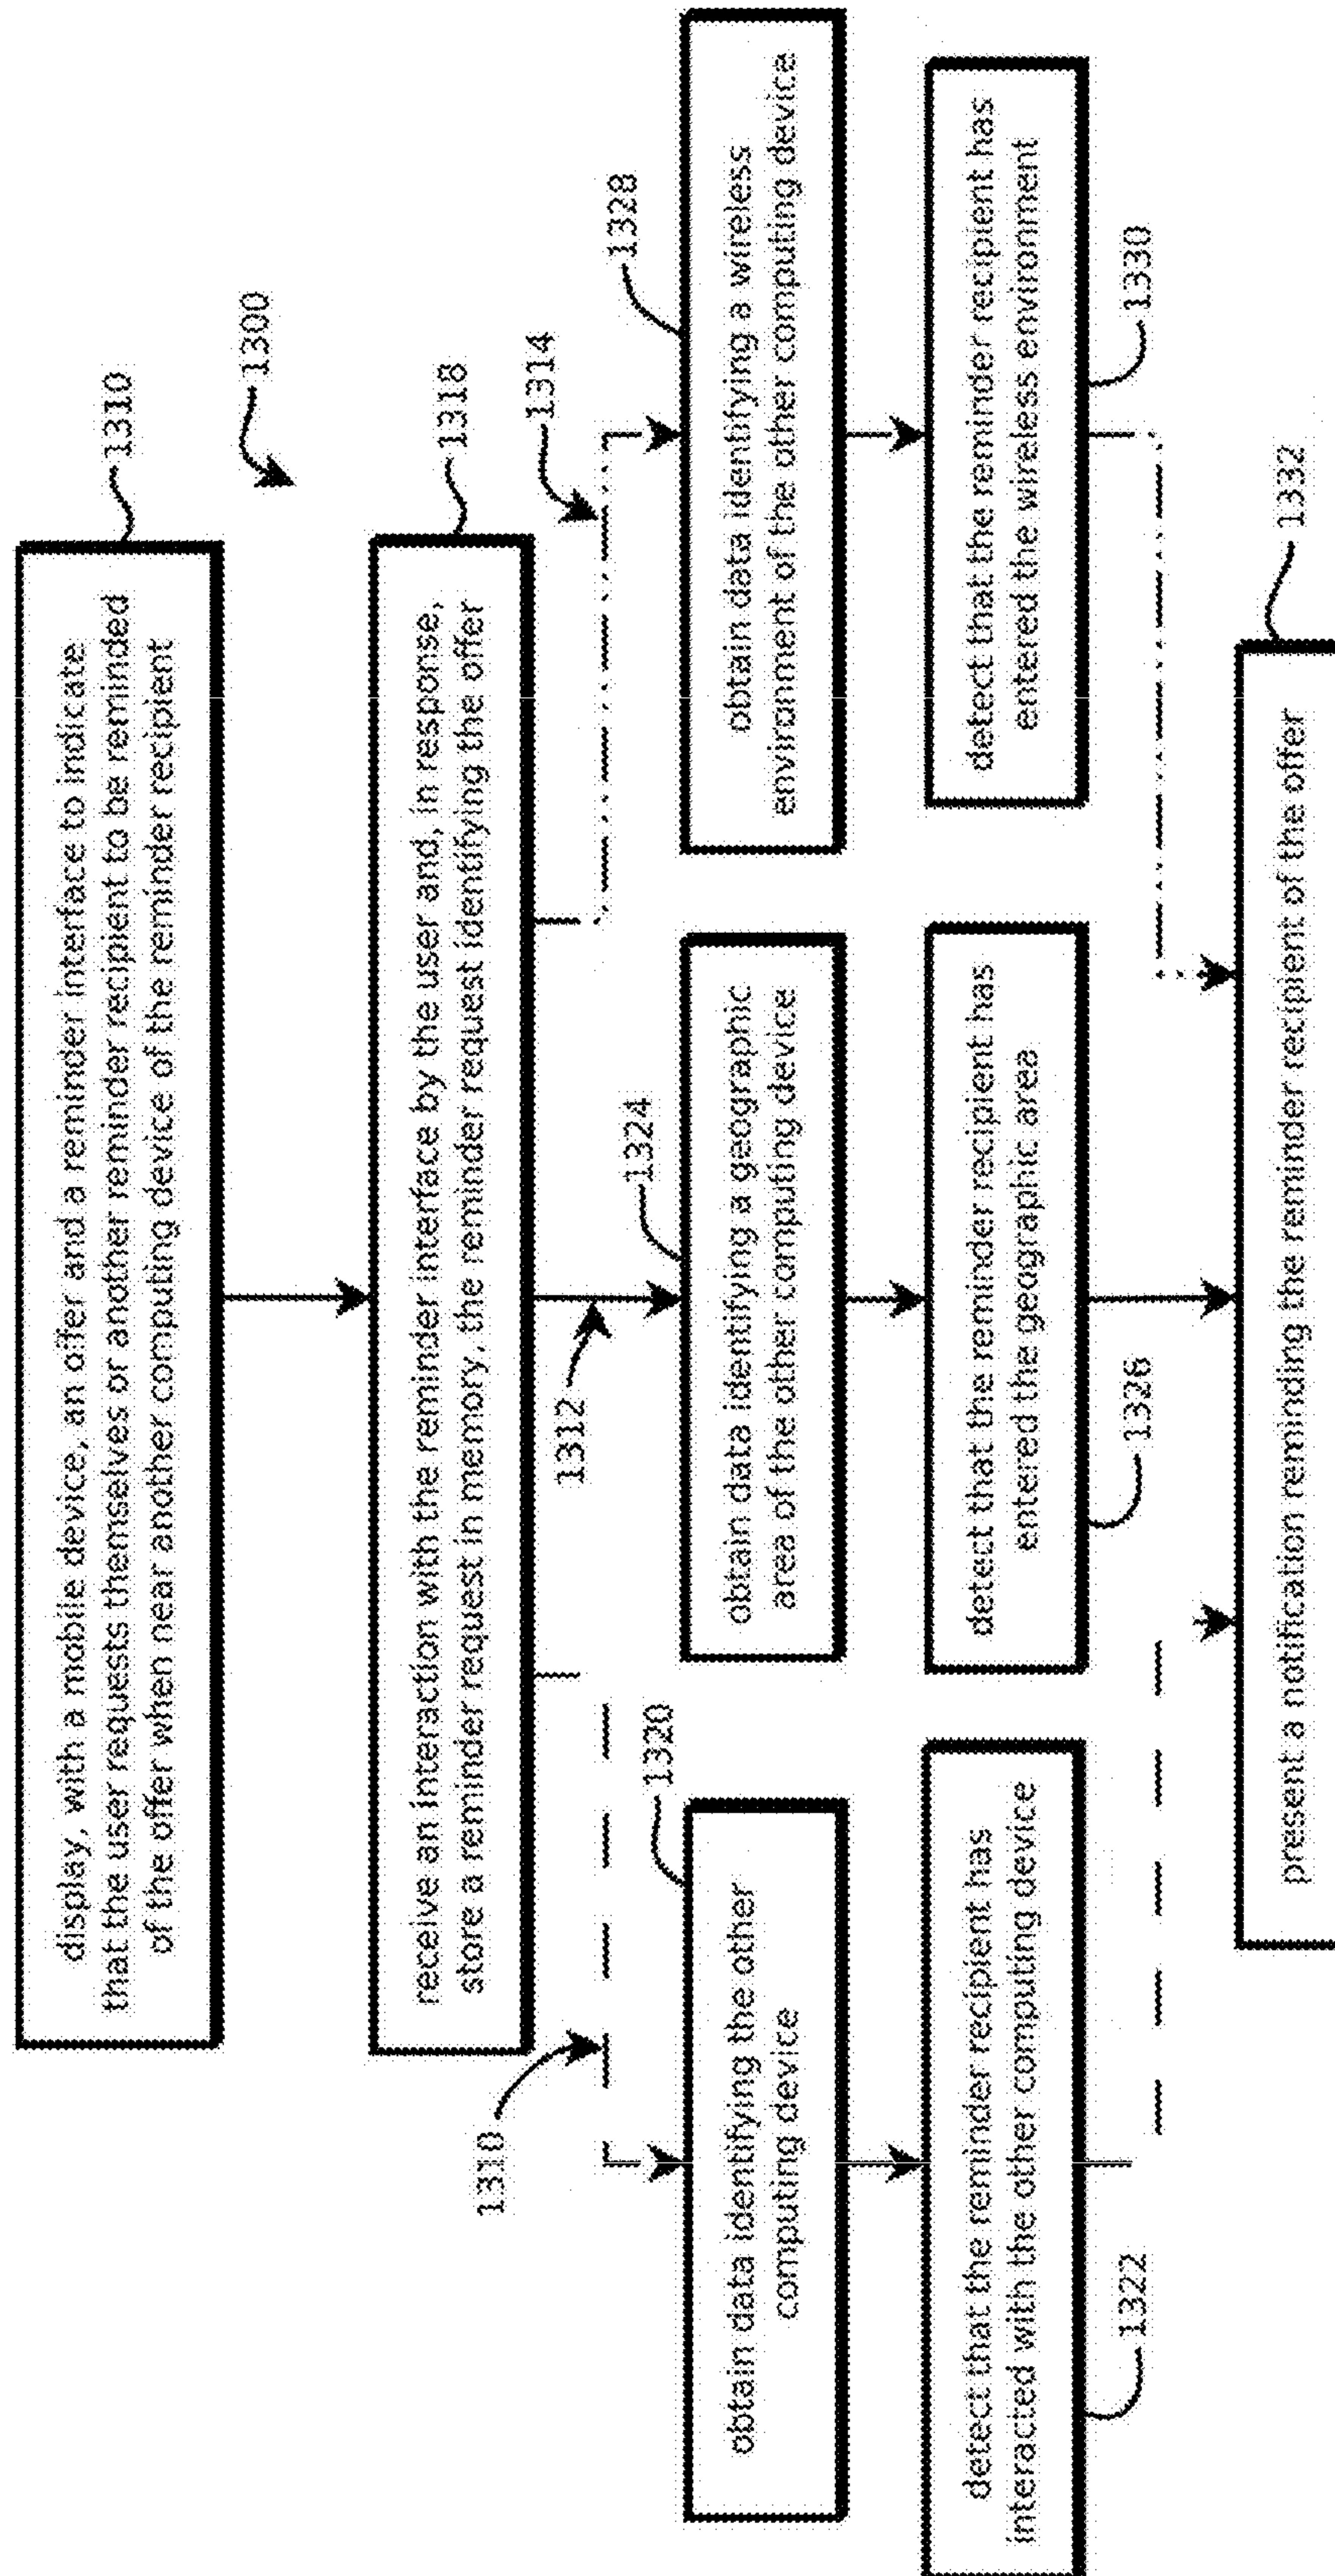 display, with a mobile device, an offer and a reminder interface to indicate
that the user requests themselves or another reminder recipient to be reminded
of the offer when near another computing device of the reminder recipient
1310
1300
receive an interaction with the reminder interface by the user and, in response,
store a reminder request in memory, the reminder request identifying the offer
1318
1310
1312
1314
1320
obtain data identifying the other
computing device
1324
obtain data identifying a geographic
area of the other computing device
1328
obtain data identifying a wireless
environment of the other computing device
detect that the reminder recipient has
interacted with the other computing device
1322
detect that the reminder recipient has
entered the geographic area
1326
detect that the reminder recipient has
entered the wireless environment
1330
1332
present a notification reminding the reminder recipient of the offer